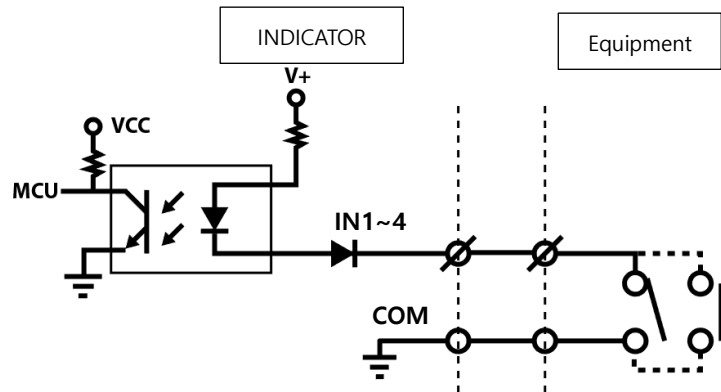 INDICATOR
Equipment
V+
VCC
MCU
IN1~4
COM